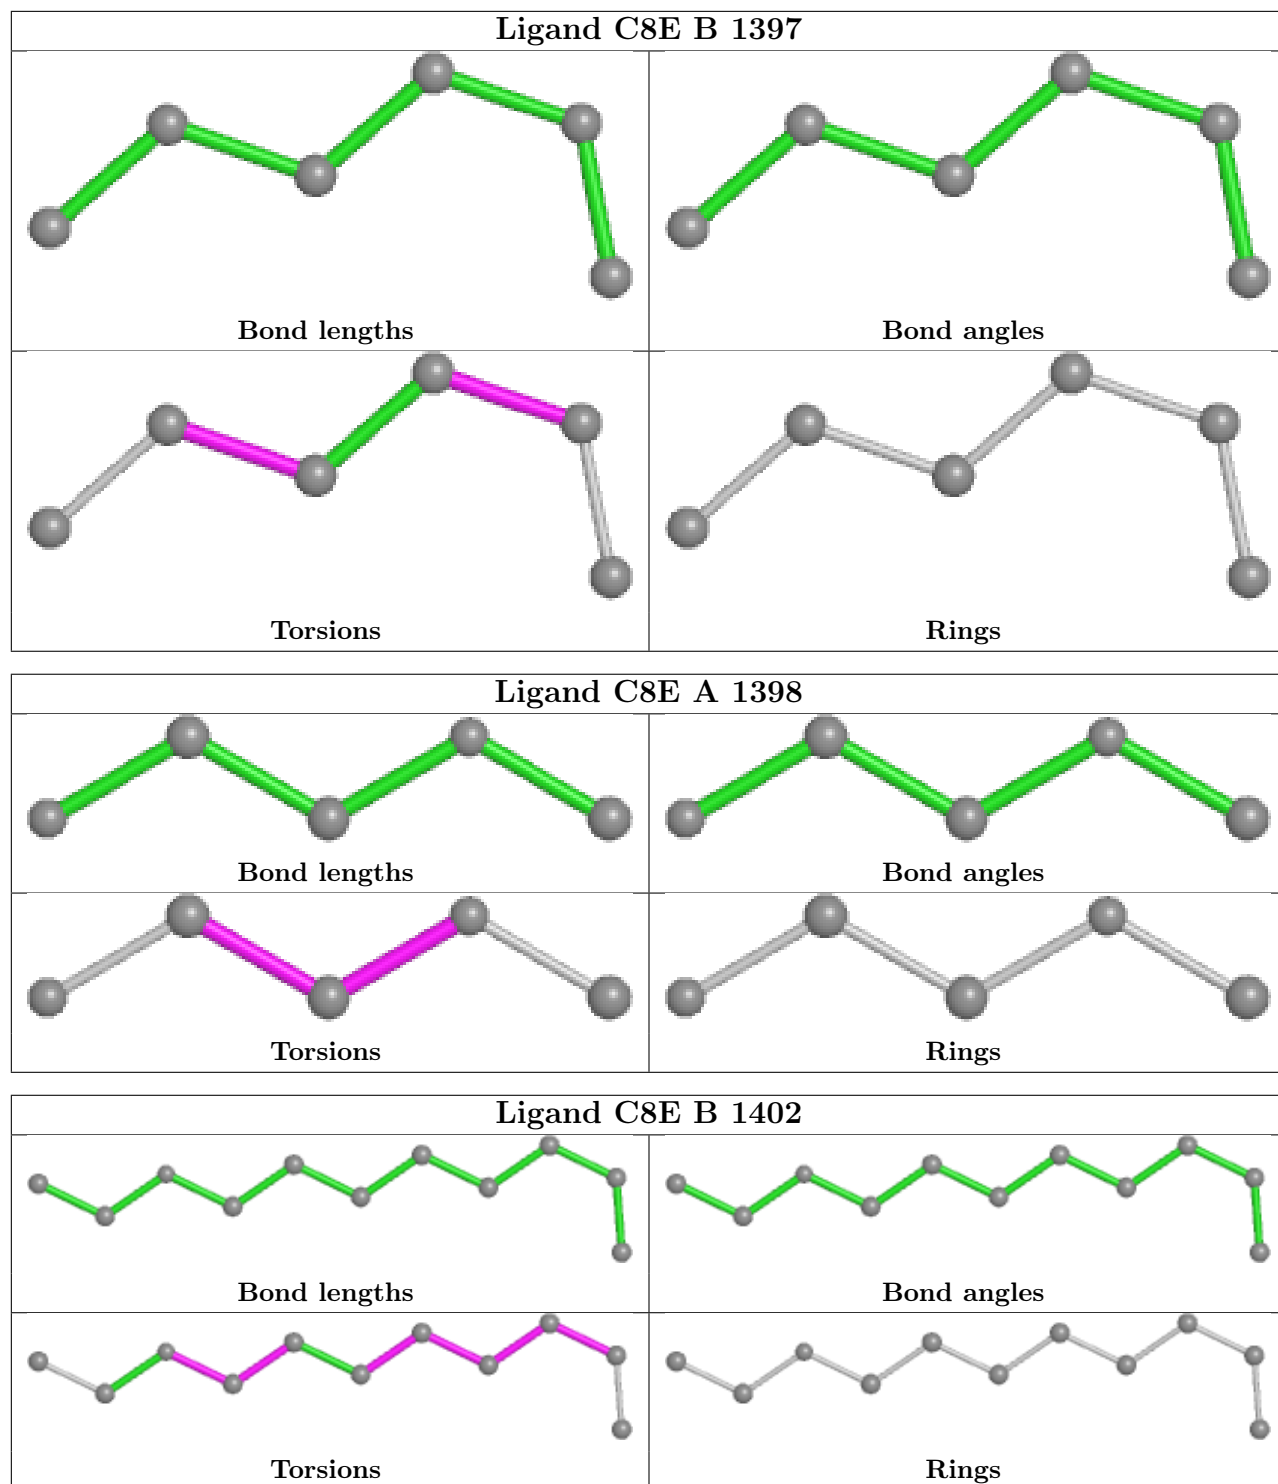 Ligand C8E B 1397
Bond lengths
Bond angles
Torsions
Rings
Ligand C8E A 1398
Bond lengths
Bond angles
Torsions
Rings
Ligand C8E B 1402
Bond lengths
Bond angles
Torsions
Rings